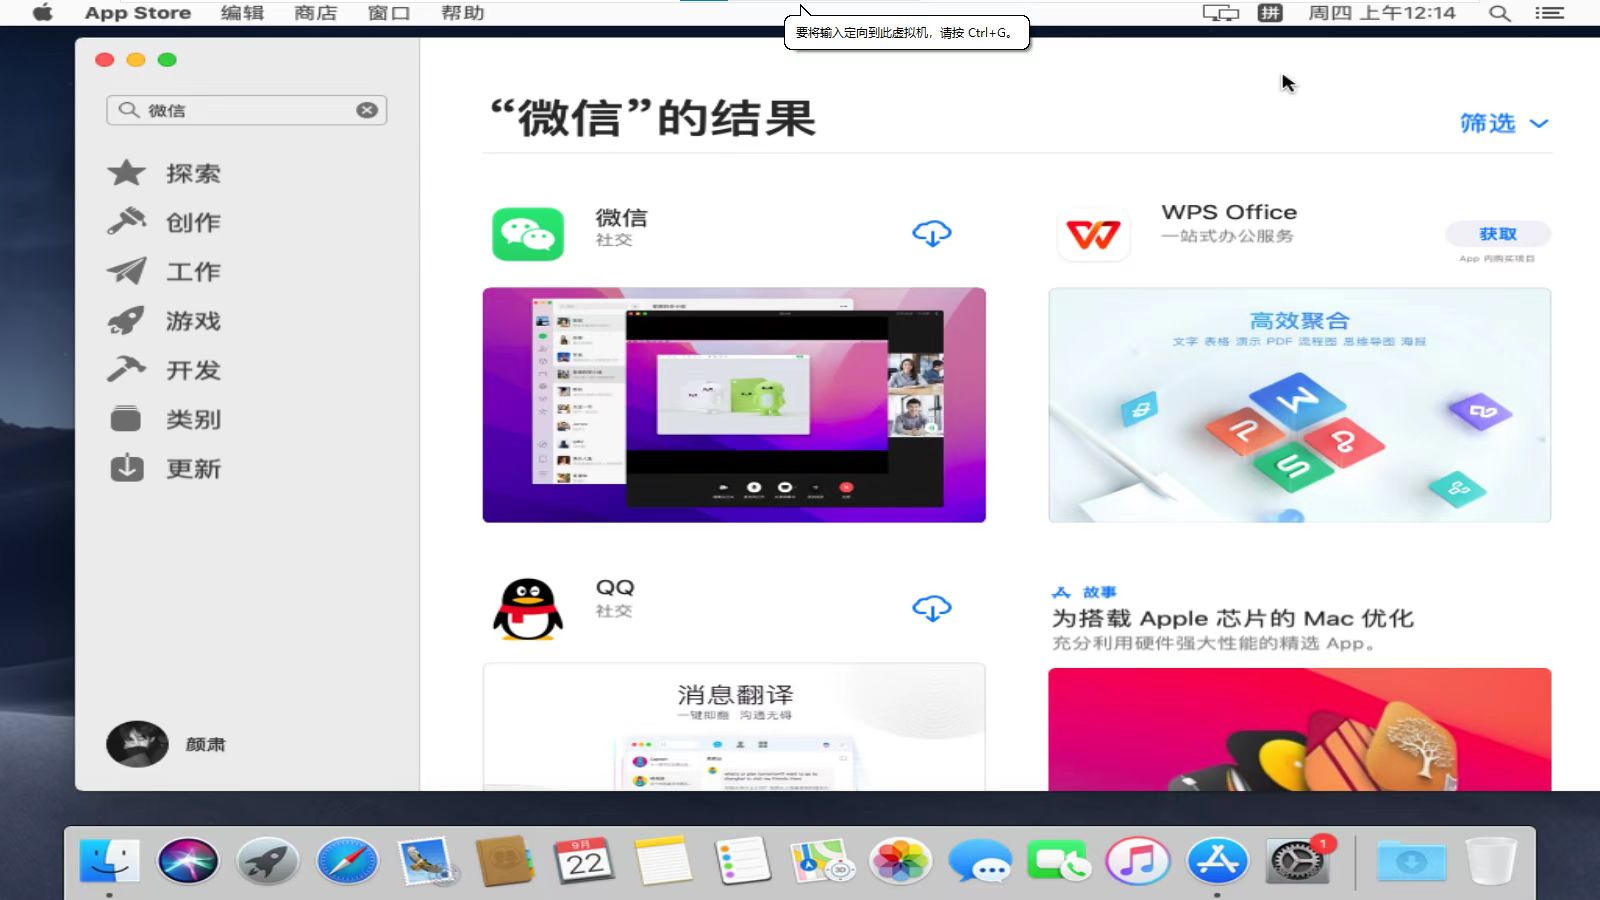 App Store 编辑 商店 窗口 帮助
拼 周四 上午12:14
要将输入定向到此虚拟机，请按 Ctrl+G。
微信
探索
创作
工作
游戏
开发
类别
更新
颜肃
“微信”的结果
筛选
微信
社交
WPS Office
一站式办公服务
获取
App 内购买项目
高效聚合
文字 表格 演示 PDF 流程图 思维导图 海报
QQ
社交
消息翻译
一键即翻 沟通无碍
故事
为搭载 Apple 芯片的 Mac 优化
充分利用硬件强大性能的精选 App。
9月
22
3D
1